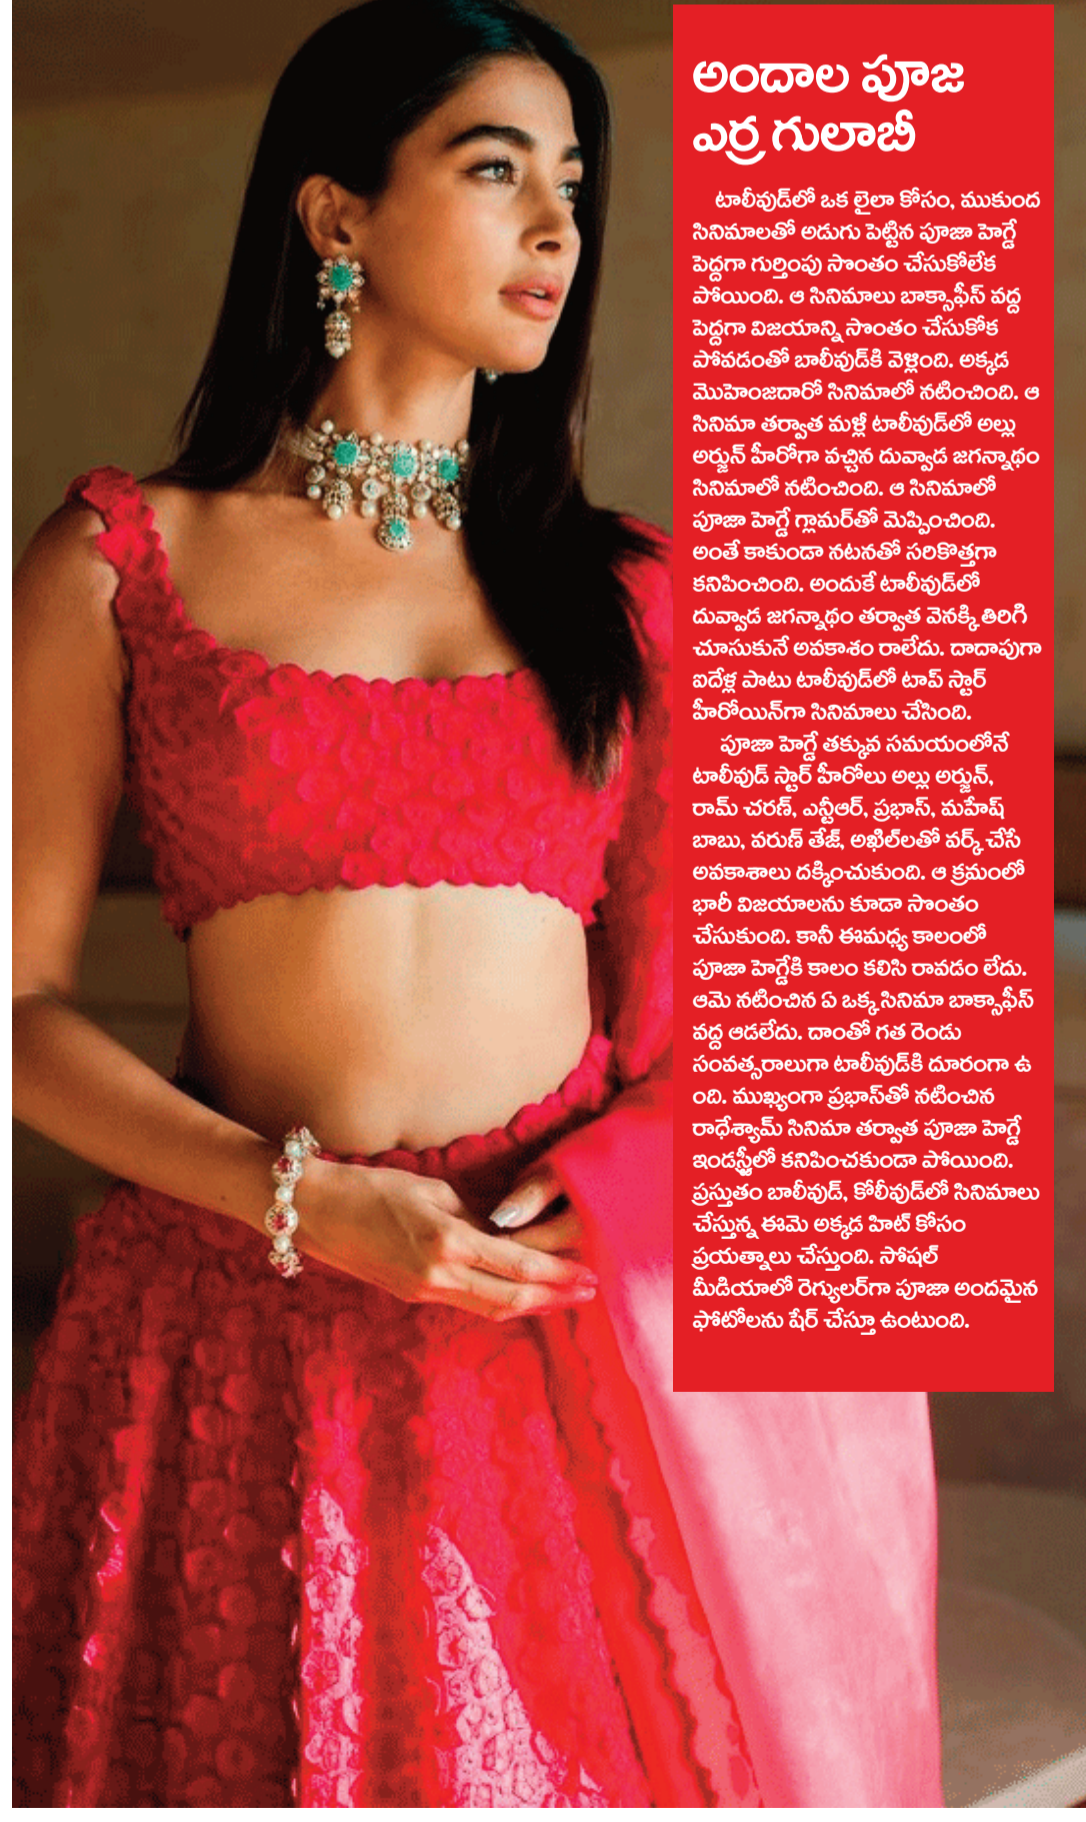 అందాల పూజ
ఎర్ర గులాబీ
టాలీవుడ్‌లో ఒక లైలా కోసం, ముకుంద
సినిమాలతో అడుగు పెట్టిన పూజా హెగ్డే
పెద్దగా గుర్తింపు సొంతం చేసుకోలేక
పోయింది. ఆ సినిమాలు బాక్సాఫీస్ వద్ద
పెద్దగా విజయాన్ని సొంతం చేసుకోక
పోవడంతో బాలీవుడ్‌కి వెళ్లింది. అక్కడ
మొహెంజదారో సినిమాలో నటించింది. ఆ
సినిమా తర్వాత మళ్లీ టాలీవుడ్‌లో అల్లు
అర్జున్ హీరోగా వచ్చిన దువ్వాడ జగన్నాథం
సినిమాలో నటించింది. ఆ సినిమాలో
పూజా హెగ్డే గ్లామర్‌తో మెప్పించింది.
అంతే కాకుండా నటనతో సరికొత్తగా
కనిపించింది. అందుకే టాలీవుడ్‌లో
దువ్వాడ జగన్నాథం తర్వాత వెనక్కి తిరిగి
చూసుకునే అవకాశం రాలేదు. దాదాపుగా
ఐదేళ్ల పాటు టాలీవుడ్‌లో టాప్ స్టార్
హీరోయిన్‌గా సినిమాలు చేసింది.
పూజా హెగ్డే తక్కువ సమయంలోనే
టాలీవుడ్ స్టార్ హీరోలు అల్లు అర్జున్,
రామ్ చరణ్, ఎన్టీఆర్, ప్రభాస్, మహేష్
బాబు, వరుణ్ తేజ్, అఖిల్‌లతో వర్క్ చేసే
అవకాశాలు దక్కించుకుంది. ఆ క్రమంలో
భారీ విజయాలను కూడా సొంతం
చేసుకుంది. కానీ ఈమధ్య కాలంలో
పూజా హెగ్డేకి కాలం కలిసి రావడం లేదు.
ఆమె నటించిన ఏ ఒక్క సినిమా బాక్సాఫీస్
వద్ద ఆడలేదు. దాంతో గత రెండు
సంవత్సరాలుగా టాలీవుడ్‌కి దూరంగా ఉ
ంది. ముఖ్యంగా ప్రభాస్‌తో నటించిన
రాధేశ్యామ్ సినిమా తర్వాత పూజా హెగ్డే
ఇండస్ట్రీలో కనిపించకుండా పోయింది.
ప్రస్తుతం బాలీవుడ్, కోలీవుడ్‌లో సినిమాలు
చేస్తున్న ఈమె అక్కడ హిట్ కోసం
ప్రయత్నాలు చేస్తుంది. సోషల్
మీడియాలో రెగ్యులర్‌గా పూజా అందమైన
ఫోటోలను షేర్ చేస్తూ ఉంటుంది.